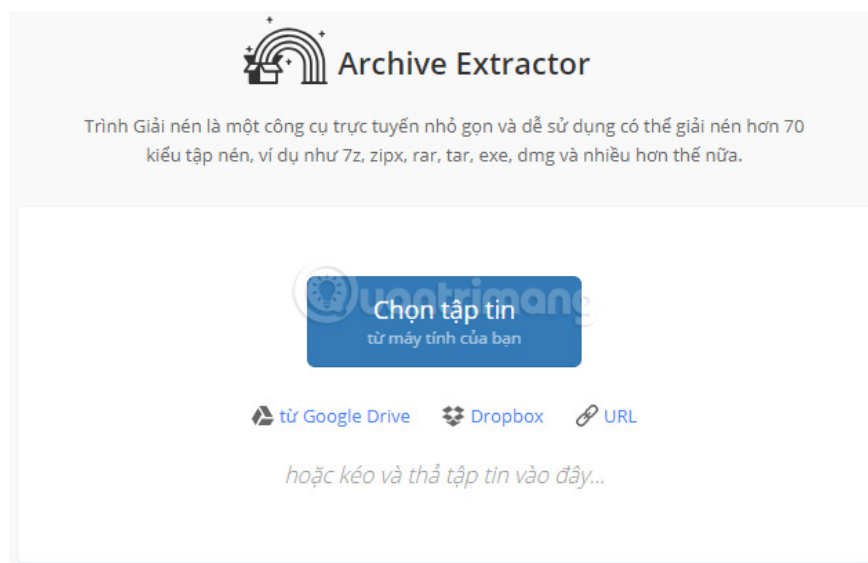 Archive Extractor
Trình Giải nén là một công cụ trực tuyến nhỏ gọn và dễ sử dụng có thể giải nén hơn 70
kiểu tập nén, ví dụ như 7z, zipx, rar, tar, exe, dmg và nhiều hơn thế nữa.
Quantrimang
Chọn tập tin
từ máy tính của bạn
từ Google Drive Dropbox URL
hoặc kéo và thả tập tin vào đây...